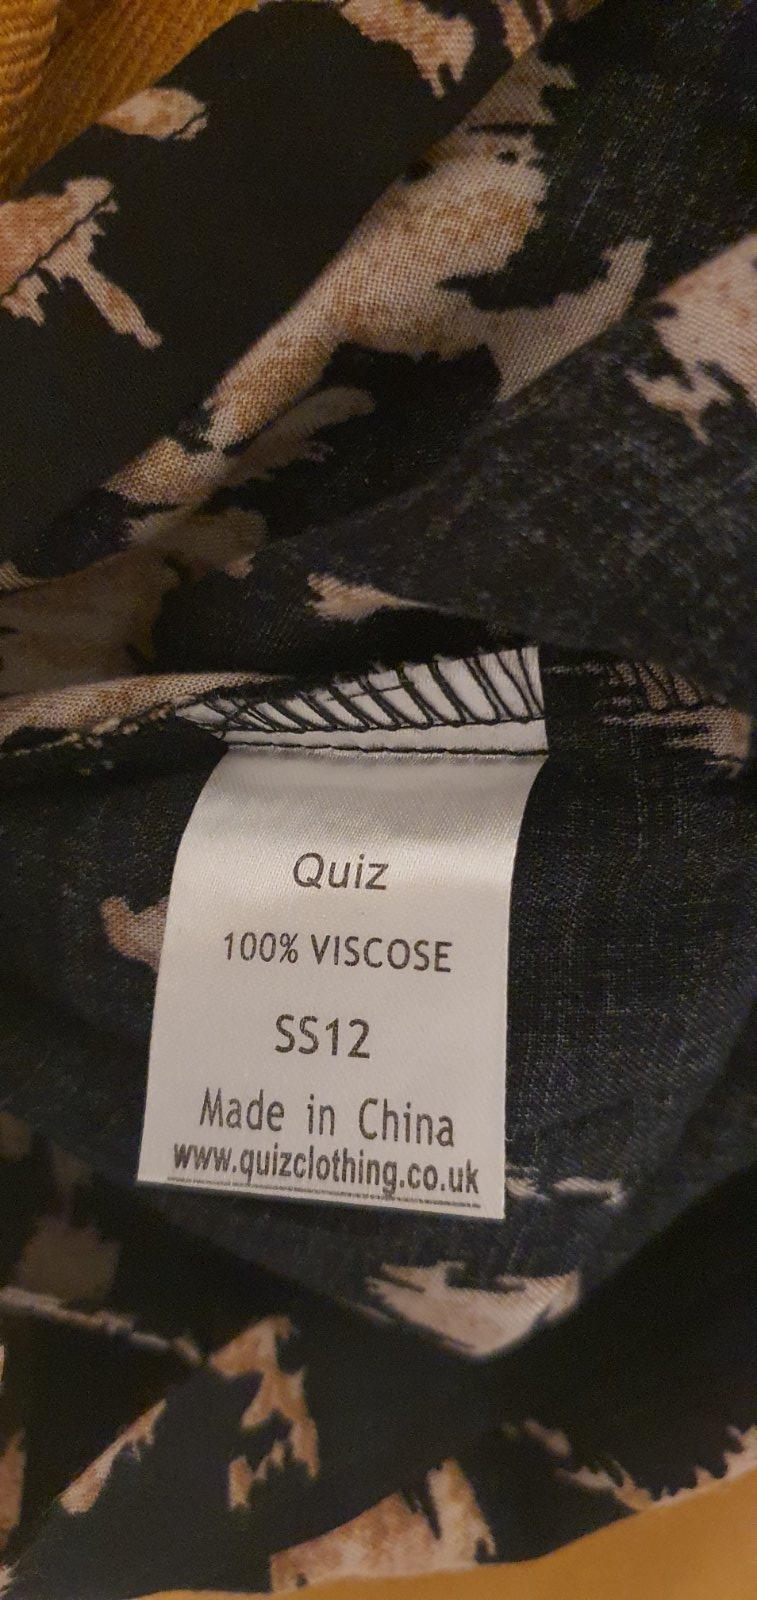 Quiz
100% VISCOSE
SS12
Made in China
www.quizclothing.co.uk